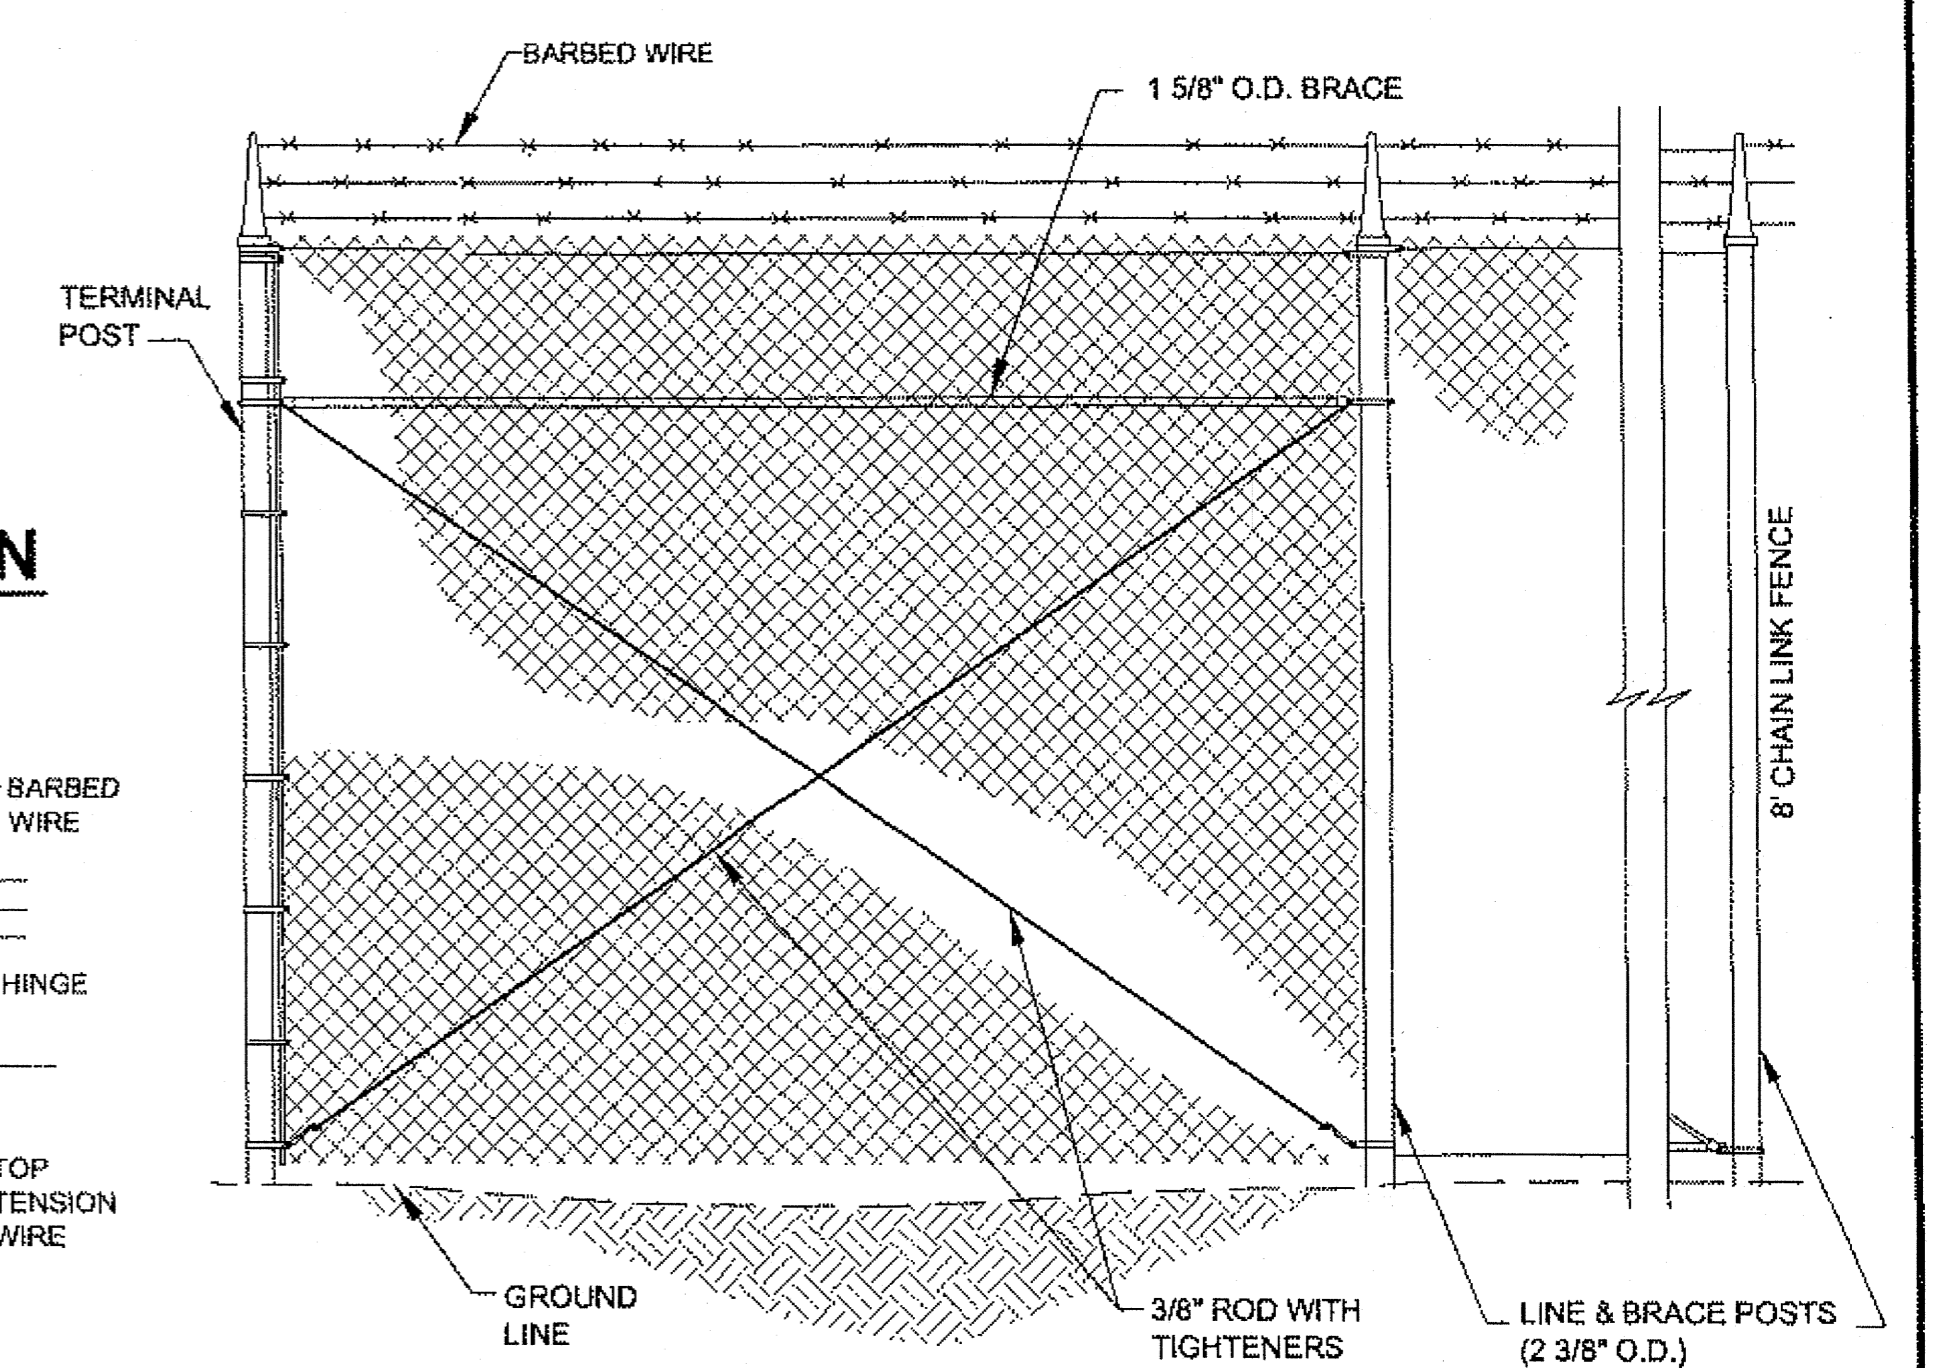 BARBED WIRE
1 5/8" O.D. BRACE
TERMINAL
POST
N
8' CHAIN LINK FENCE
BARBED
WIRE
HINGE
TOP
TENSION
WIRE
GROUND
LINE
3/8" ROD WITH
TIGHTENERS
LINE & BRACE POSTS
(2 3/8" O.D.)